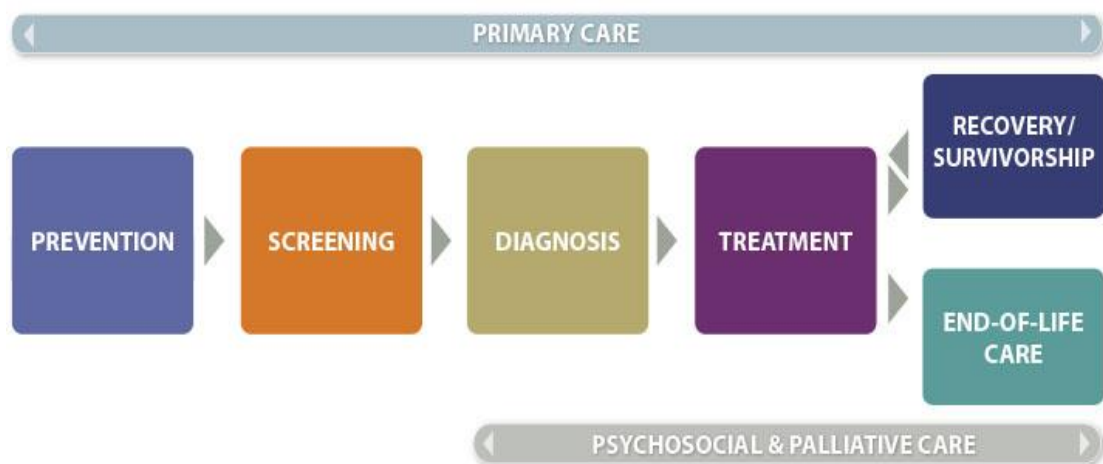 PRIMARY CARE
PREVENTION
SCREENING
DIAGNOSIS
TREATMENT
RECOVERY/
SURVIVORSHIP
END-OF-LIFE
CARE
PSYCHOSOCIAL & PALLIATIVE CARE